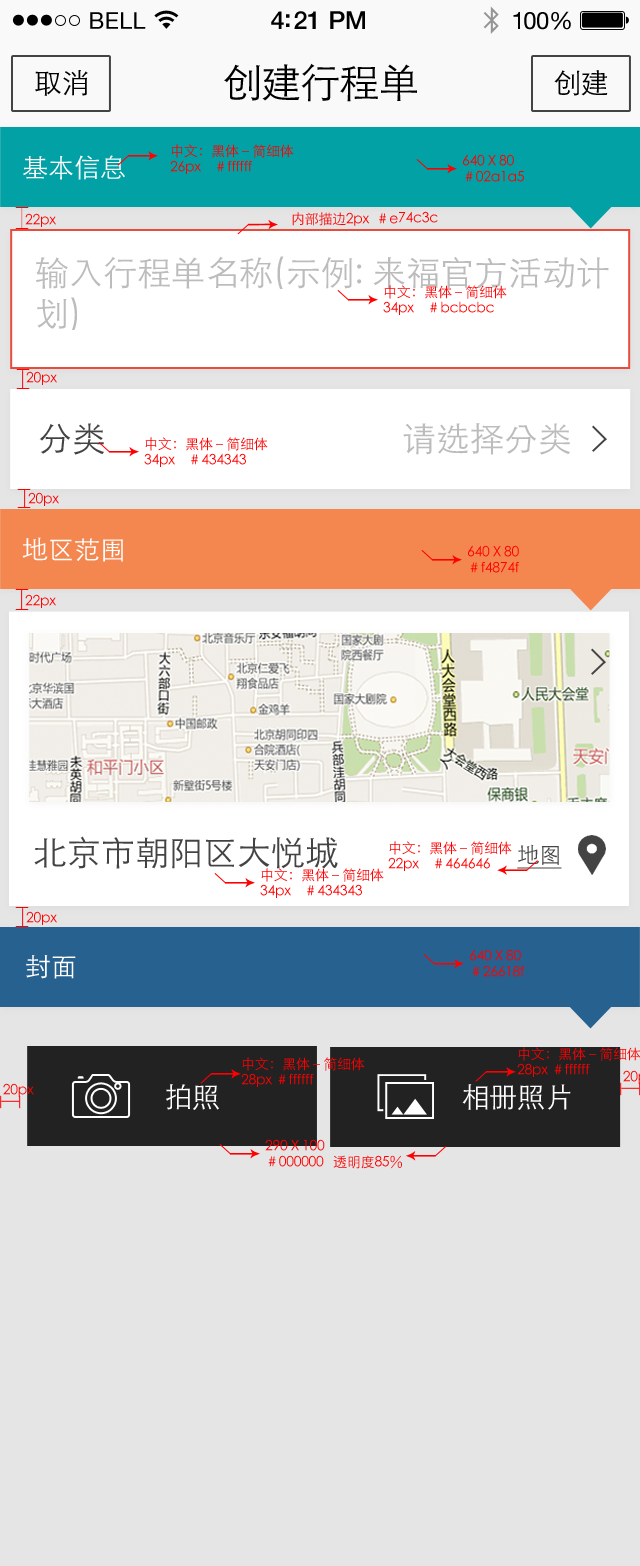 BELL
4:21 PM
100%
取消
创建行程单
创建
基本信息
中文：黑体－简细体
26px #ffffff
640 X 80
#02a1a5
22px
内部描边2px #e74c3c
输入行程单名称(示例: 来福官方活动计
划)
中文：黑体－简细体
34px #bcbcbc
20px
分类
中文：黑体－简细体
34px #434343
请选择分类
20px
地区范围
640 X 80
#f4874f
22px
北京音乐厅
国家大剧
院西餐厅
时代广场
大六部口街
北京仁爱飞
翔食品店
人大会堂西路
人民大会堂
京华滨国
大酒店
国家大剧院
金鸡羊
中国邮政
北京胡同印四
合院酒店(
天安门店)
兵部洼胡同
大会堂西路
天安门
佳慧雅园
未英胡同
和平门小区
新壁街5号楼
保商银
北京市朝阳区大悦城
中文：黑体－简细体
34px #434343
中文：黑体－简细体
22px #464646
地图
20px
封面
640 X 80
20px
中文：黑体－简细体
28px #ffffff
拍照
中文：黑体－简细体
28px #ffffff
相册照片
290 X 100
#000000 透明度85%